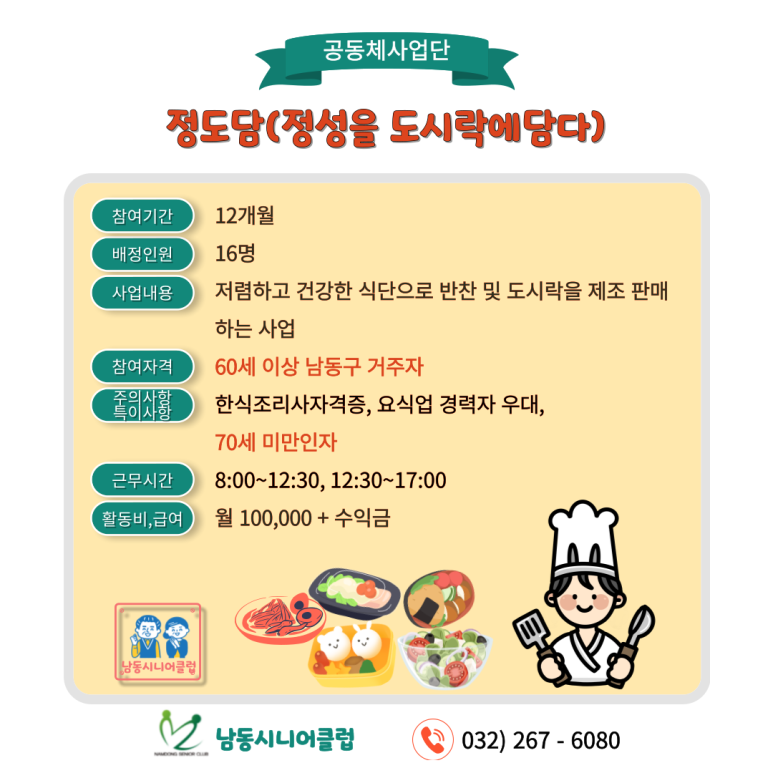 공동체사업단
정도담(정성을 도시락에담다)
참여기간 12개월
배정인원 16명
사업내용 저렴하고 건강한 식단으로 반찬 및 도시락을 제조 판매
하는 사업
참여자격 60세 이상 남동구 거주자
주의사항
특이사항 한식조리사자격증, 요식업 경력자 우대,
70세 미만인자
근무시간 8:00~12:30, 12:30~17:00
활동비,급여 월 100,000 + 수익금
남동시니어클럽
NAMDONG SENIOR CLUB
남동시니어클럽
032) 267 - 6080